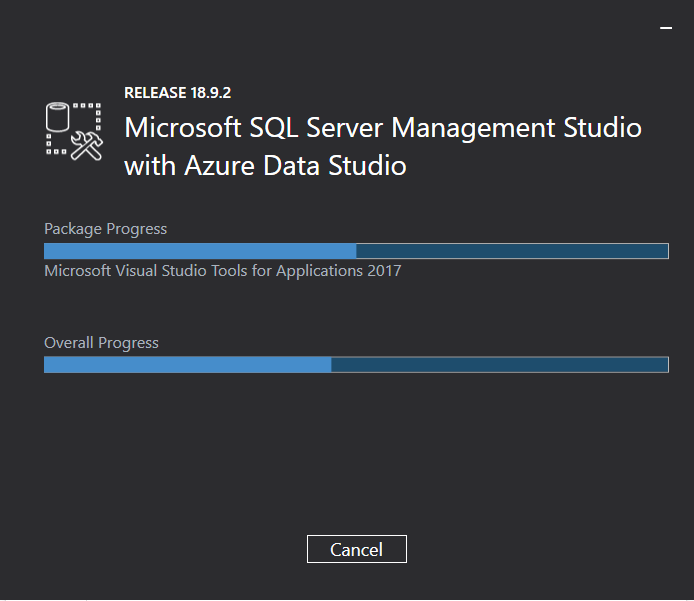 RELEASE 18.9.2
Microsoft SQL Server Management Studio
with Azure Data Studio
Package Progress
Microsoft Visual Studio Tools for Applications 2017
Overall Progress
Cancel